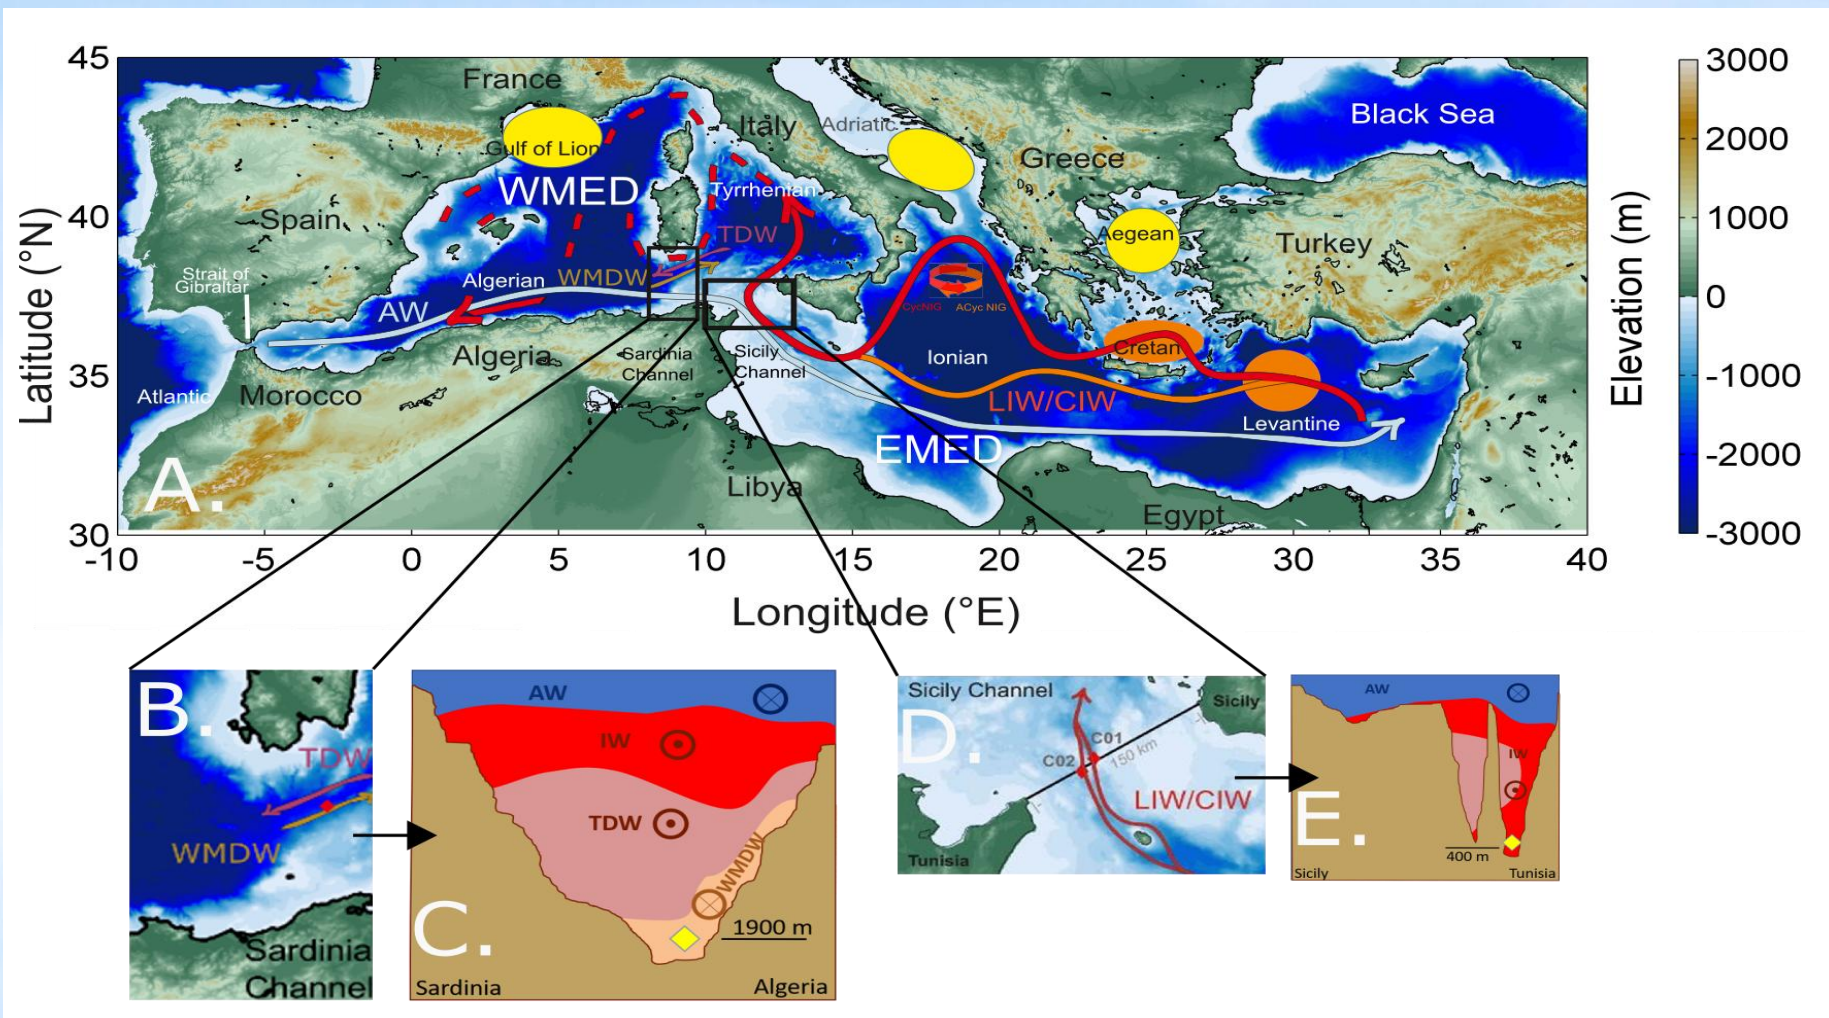 45
40
35
30
Latitude (°N)
-10
-5
0
5
10
15
20
25
30
35
40
Longitude (°E)
3000
2000
1000
0
-1000
-2000
-3000
Elevation (m)
A.
France
Gulf of Lion
WMED
Spain
Italy
Adriatic
Black Sea
Greece
Tyrrhenian
TDW
Aegean
Turkey
Strait of
Gibraltar
Algerian
WMDW
AW
CycNIG
ACyc NIG
Cretan
Algeria
Sardinia
Channel
Sicily
Channel
Ionian
Atlantic
Morocco
LIW/CIW
Levantine
EMED
Libya
Egypt
B.
TDW
WMDW
Sardinia
Channel
AW
IW
TDW
WMDW
C.
1900 m
Sardinia
Algeria
Sicily Channel
Sicily
D.
C01
C02
150 km
LIW/CIW
Tunisia
AW
IW
E.
400 m
Sicily
Tunisia